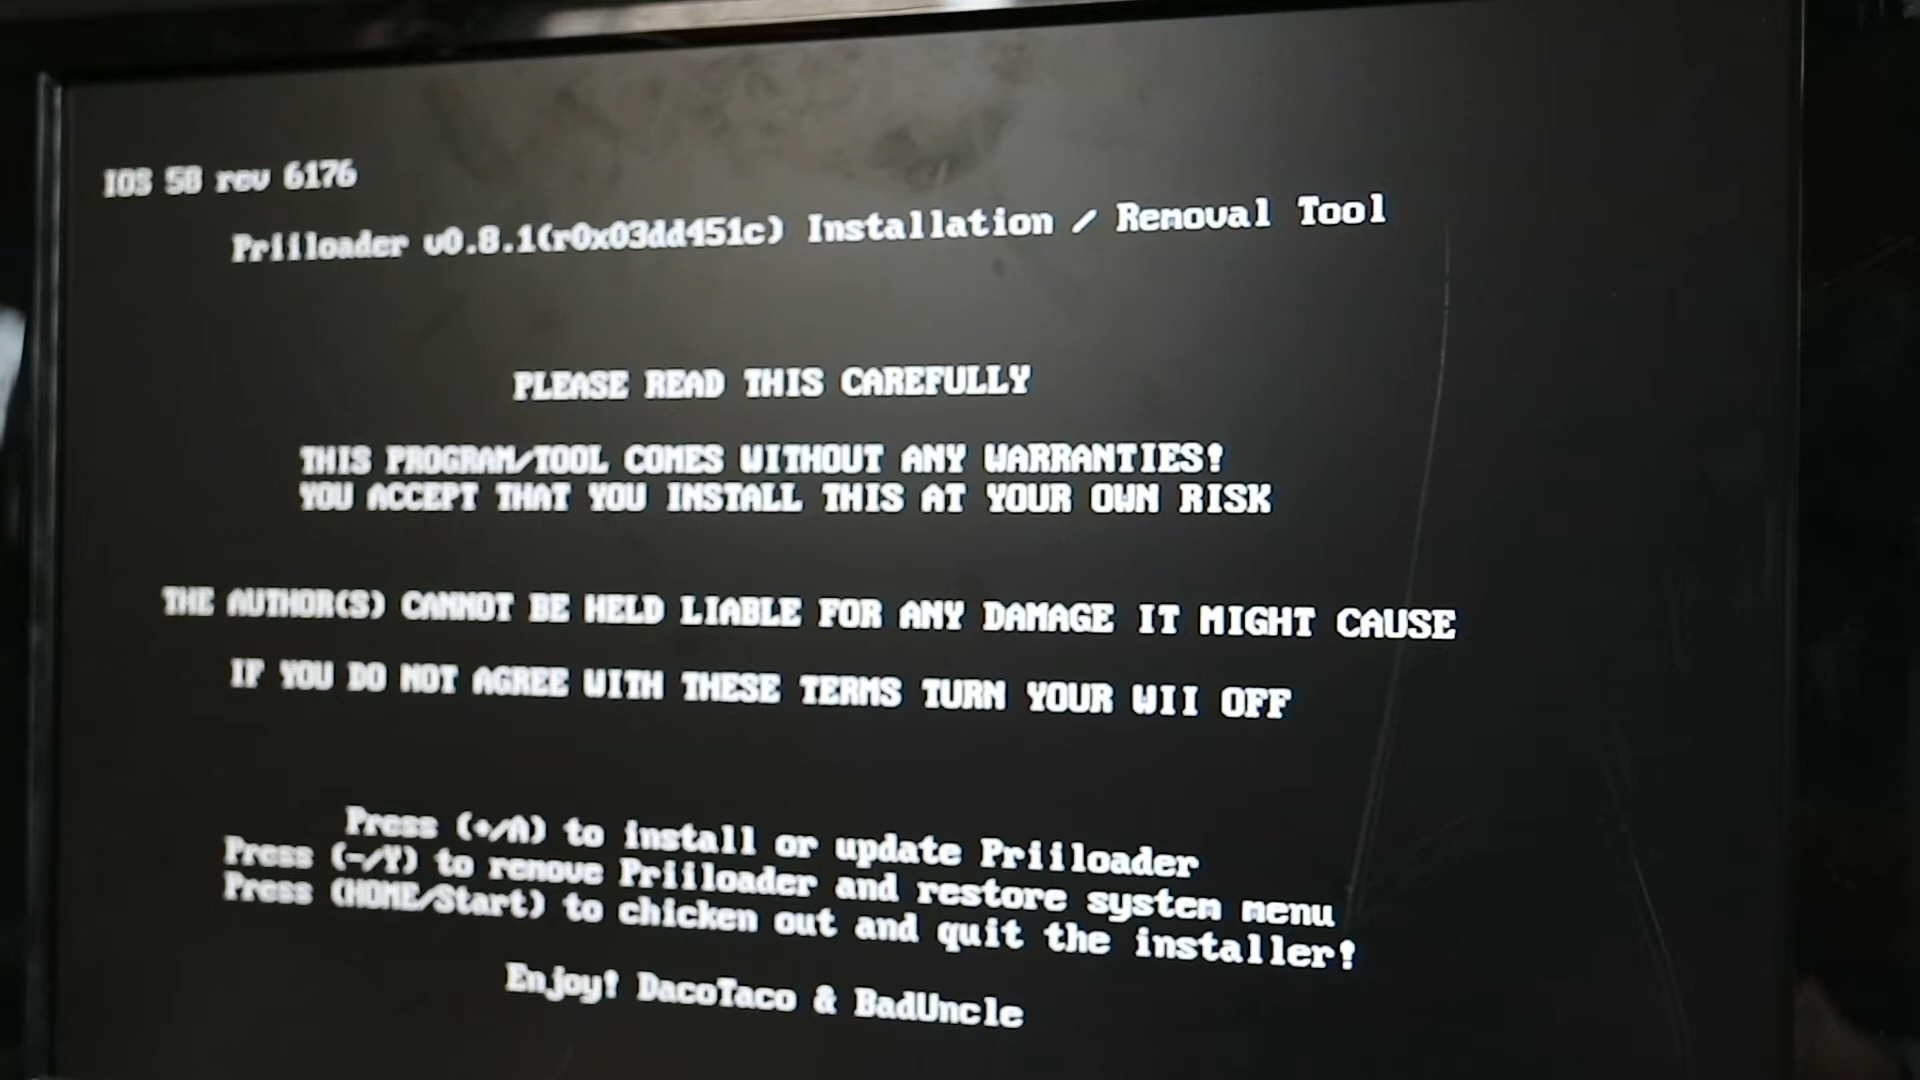 IOS 58 rev 6176
Priiloader v0.8.1(r0x03dd451c) Installation / Removal Tool
PLEASE READ THIS CAREFULLY
THIS PROGRAM/TOOL COMES WITHOUT ANY WARRANTIES!
YOU ACCEPT THAT YOU INSTALL THIS AT YOUR OWN RISK
THE AUTHOR(S) CANNOT BE HELD LIABLE FOR ANY DAMAGE IT MIGHT CAUSE
IF YOU DO NOT AGREE WITH THESE TERMS TURN YOUR WII OFF
Press (+/A) to install or update Priiloader
Press (-/Y) to remove Priiloader and restore system menu
Press (HOME/Start) to chicken out and quit the installer!
Enjoy! DacoTaco & BadUncle